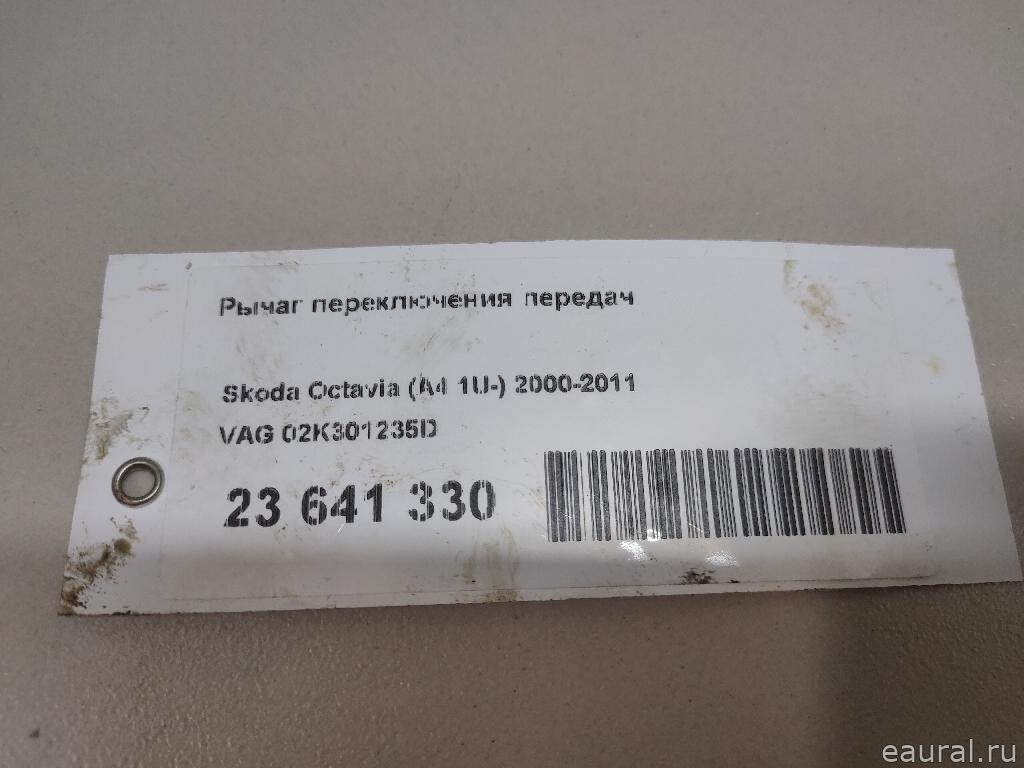 Рычаг переключения передач
Skoda Octavia (A4 1U-) 2000-2011
VAG 02K301235D
23 641 330
eaural.ru